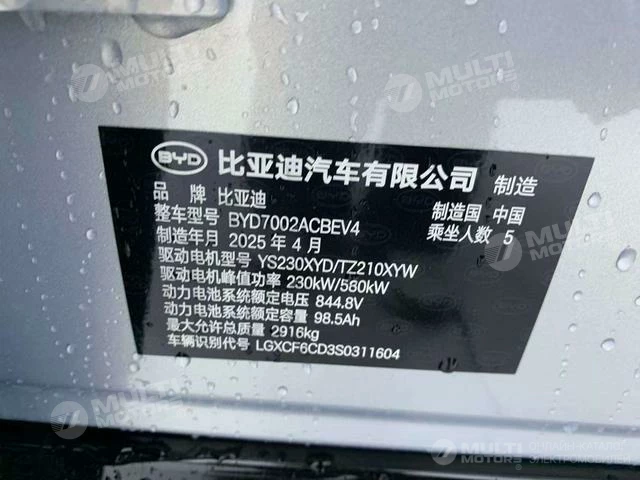 MULTI
MOTORS
BYD 比亚迪汽车有限公司 制造
品 牌 比亚迪
制造国 中国
整车型号 BYD7002ACBEV4
乘坐人数 5
制造年月 2025 年 4 月
驱动电机型号 YS230XYD/TZ210XYW
驱动电机峰值功率 230kW/580kW
动力电池系统额定电压 844.8V
动力电池系统额定容量 98.5Ah
最大允许总质量 2916kg
车辆识别代号 LGXCF6CD3S0311604
MULTI
MOTORS